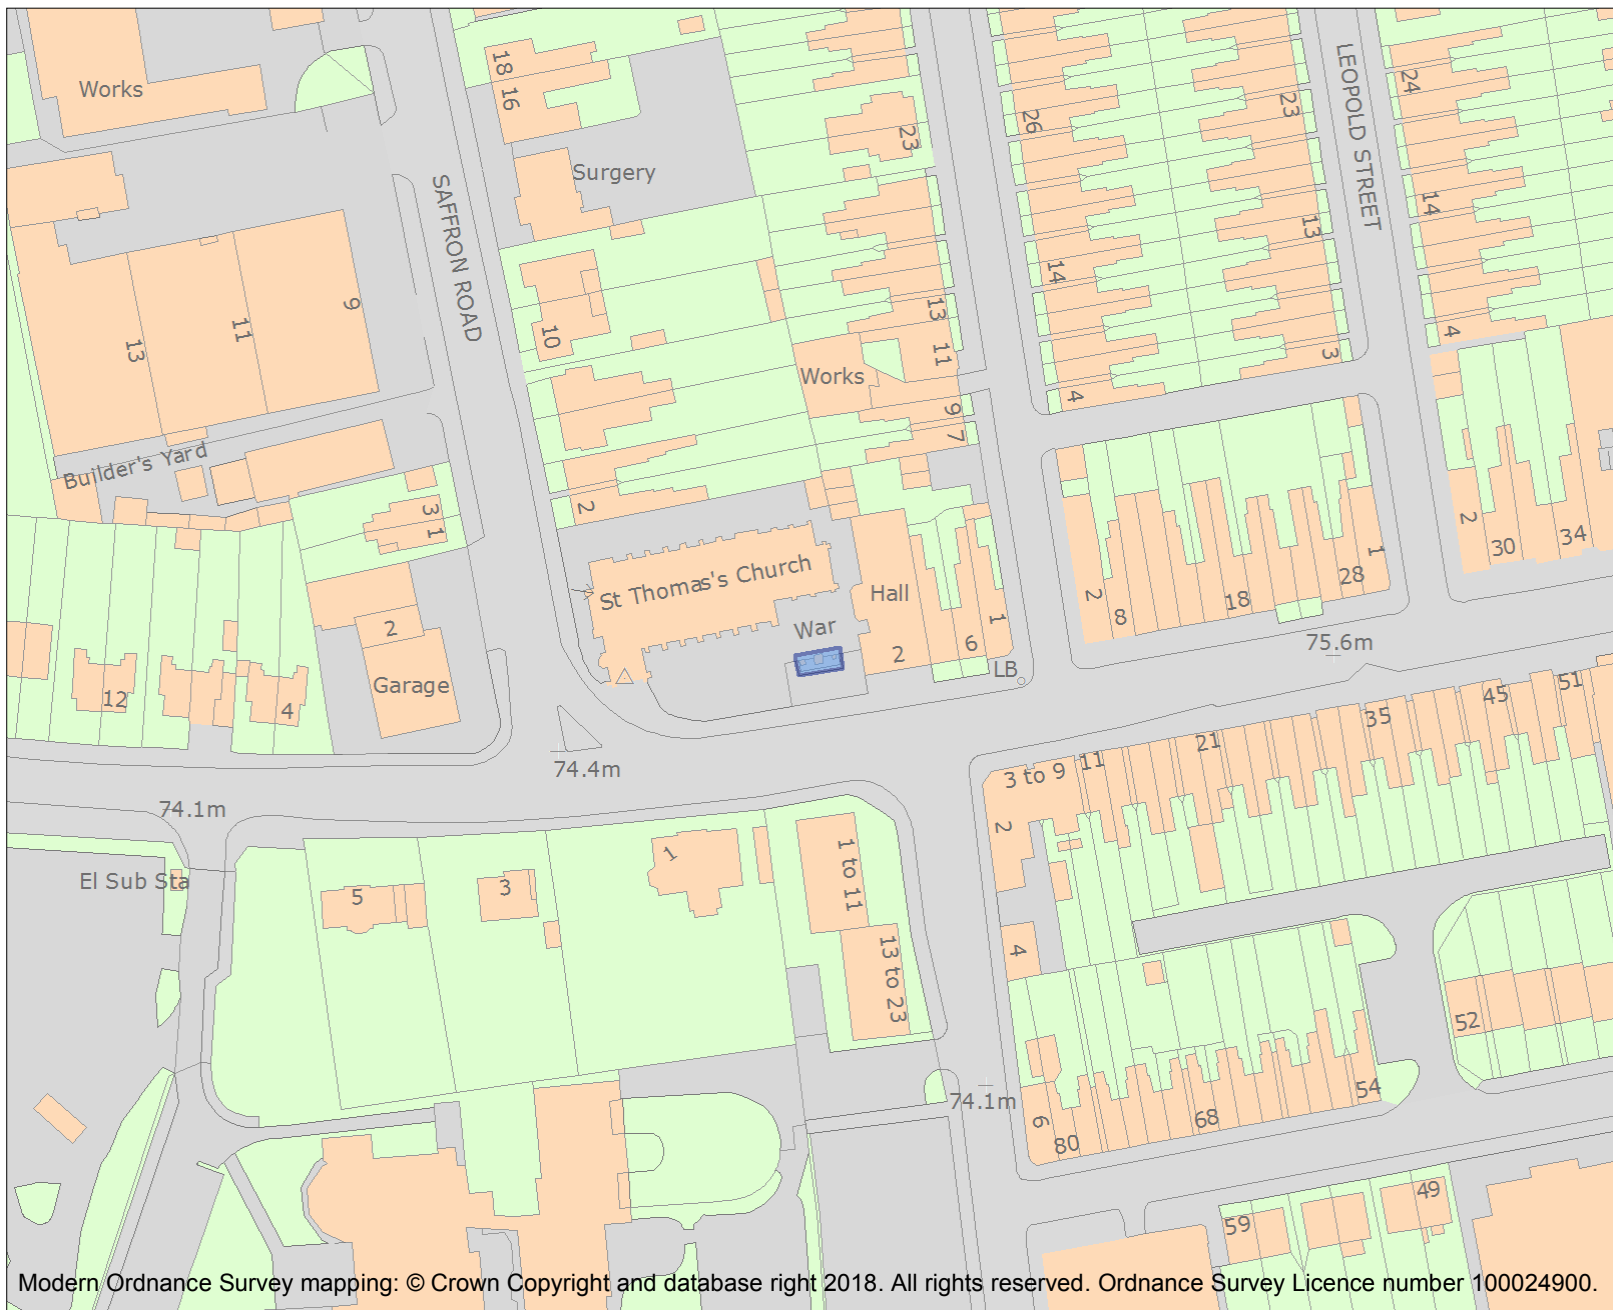 Works
18
16
23
26
23
LEOPOLD STREET
24
Surgery
SAFFRON ROAD
14
13
14
9
11
13
10
13
11
4
3
Works
4
9
7
Builder's Yard
3
1
2
2
30
34
St Thomas's Church
Hall
2
8
18
28
1
War
2
6
1
LB
75.6m
2
Garage
12
4
51
45
35
21
11
3 to 9
74.4m
74.1m
2
El Sub Sta
5
3
1
1 to 11
13 to 23
4
52
74.1m
54
68
6
80
49
59
Modern Ordnance Survey mapping: © Crown Copyright and database right 2018. All rights reserved. Ordnance Survey Licence number 100024900.